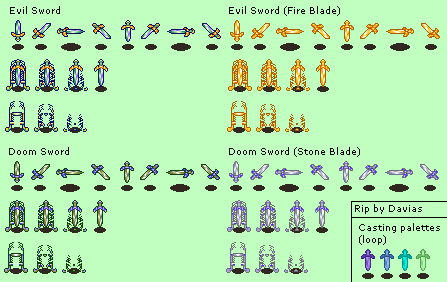 Evil Sword
Evil Sword (Fire Blade)
Doom Sword
Doom Sword (Stone Blade)
Rip by Davias
Casting palettes
(loop)